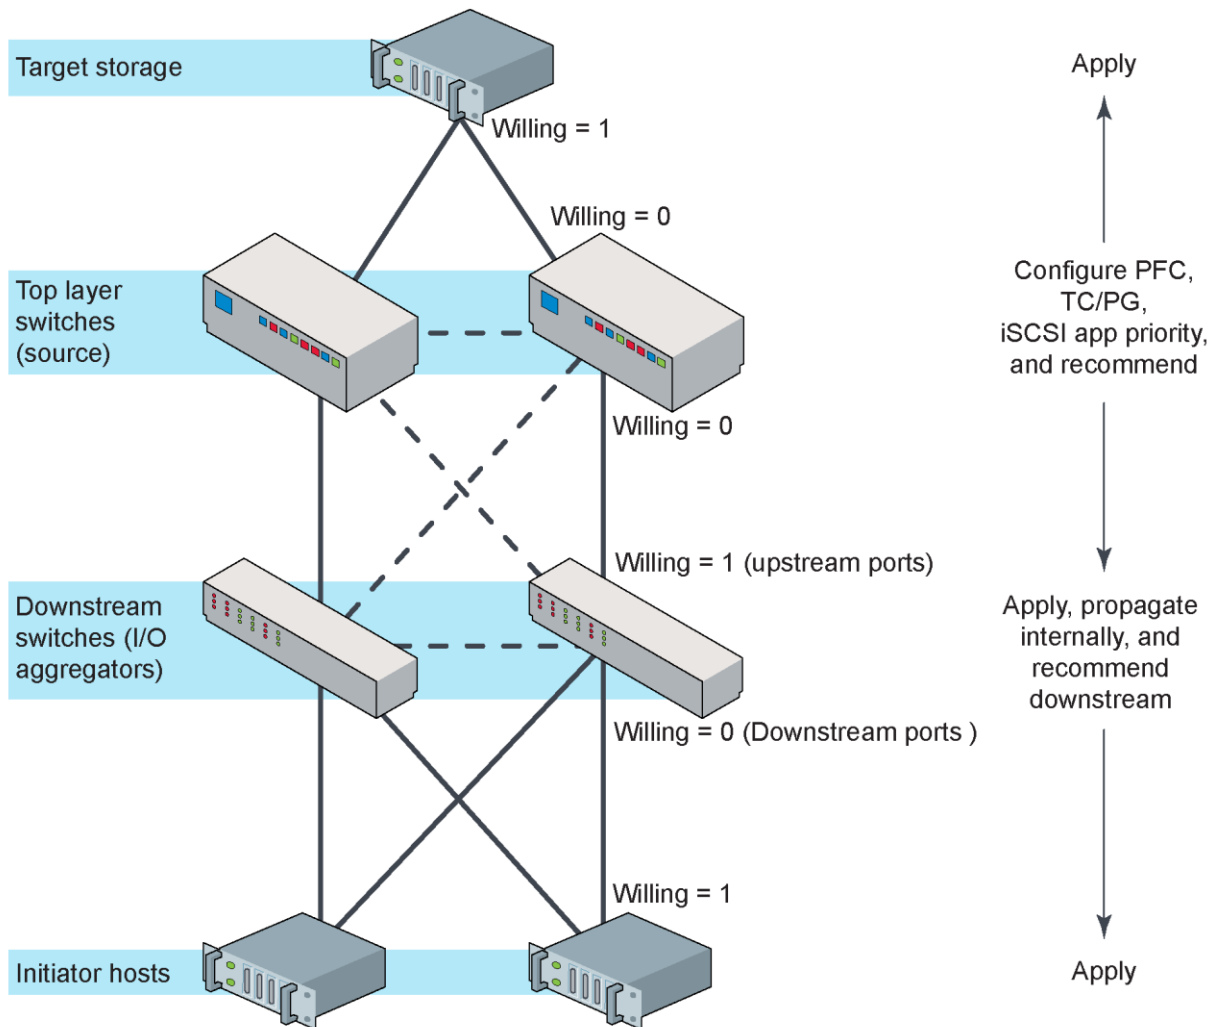 Target storage
Apply
Willing = 1
Willing = 0
Top layer
switches
(source)
Configure PFC,
TC/PG,
iSCSI app priority,
and recommend
Willing = 0
Willing = 1 (upstream ports)
Downstream
switches (I/O
aggregators)
Apply, propagate
internally, and
recommend
downstream
Willing = 0 (Downstream ports )
Willing = 1
Initiator hosts
Apply